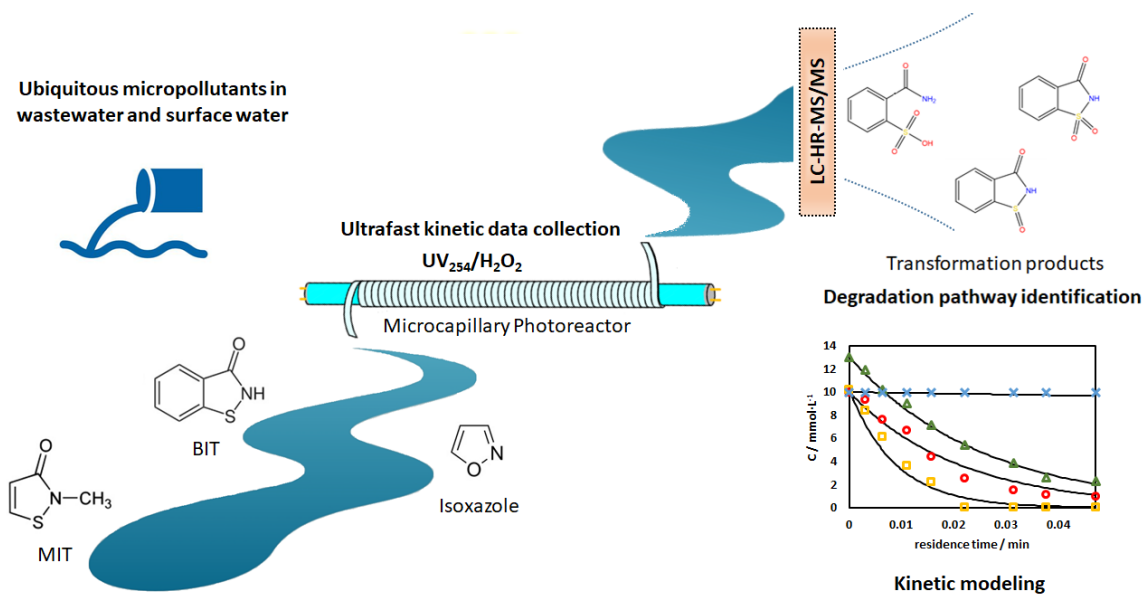 Ubiquitous micropollutants in
wastewater and surface water
Ultrafast kinetic data collection
UV254/H2O2
Microcapillary Photoreactor
O
NH
S
BIT
O
N
CH3
S
MIT
N
O
Isoxazole
LC-HR-MS/MS
O
NH2
O
S
O
OH
O
NH
S
O
O
O
NH
S
O
Transformation products
Degradation pathway identification
C / mmol·L-1
14
12
10
8
6
4
2
0
0
0.01
0.02
0.03
0.04
residence time / min
Kinetic modeling